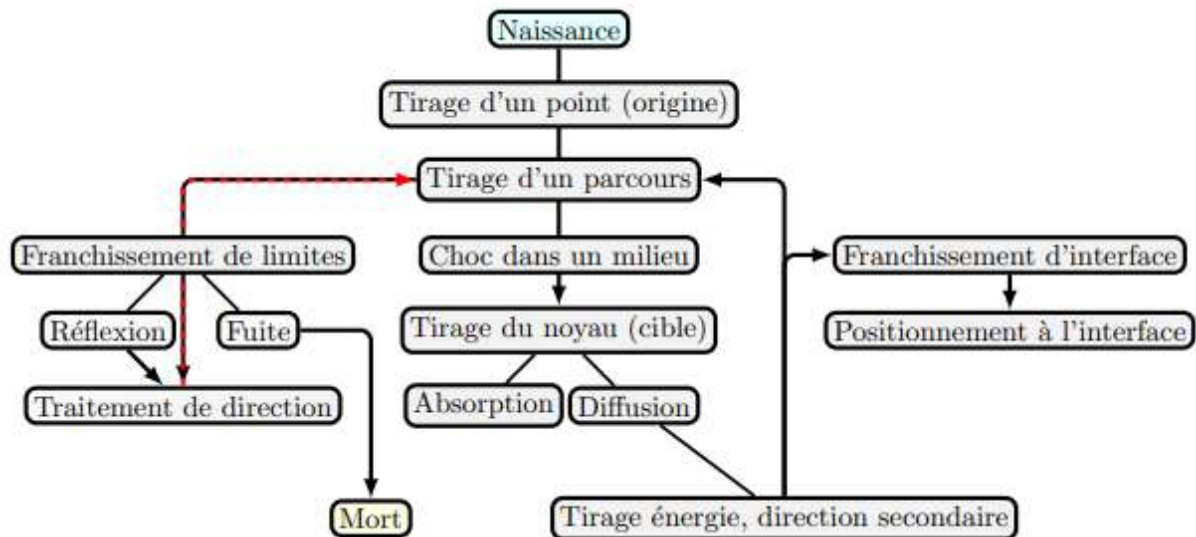 Naissance
Tirage d'un point (origine)
Tirage d'un parcours
Franchissement de limites
Choc dans un milieu
Franchissement d'interface
Réflexion
Fuite
Tirage du noyau (cible)
Positionnement à l'interface
Traitement de direction
Absorption
Diffusion
Mort
Tirage énergie, direction secondaire